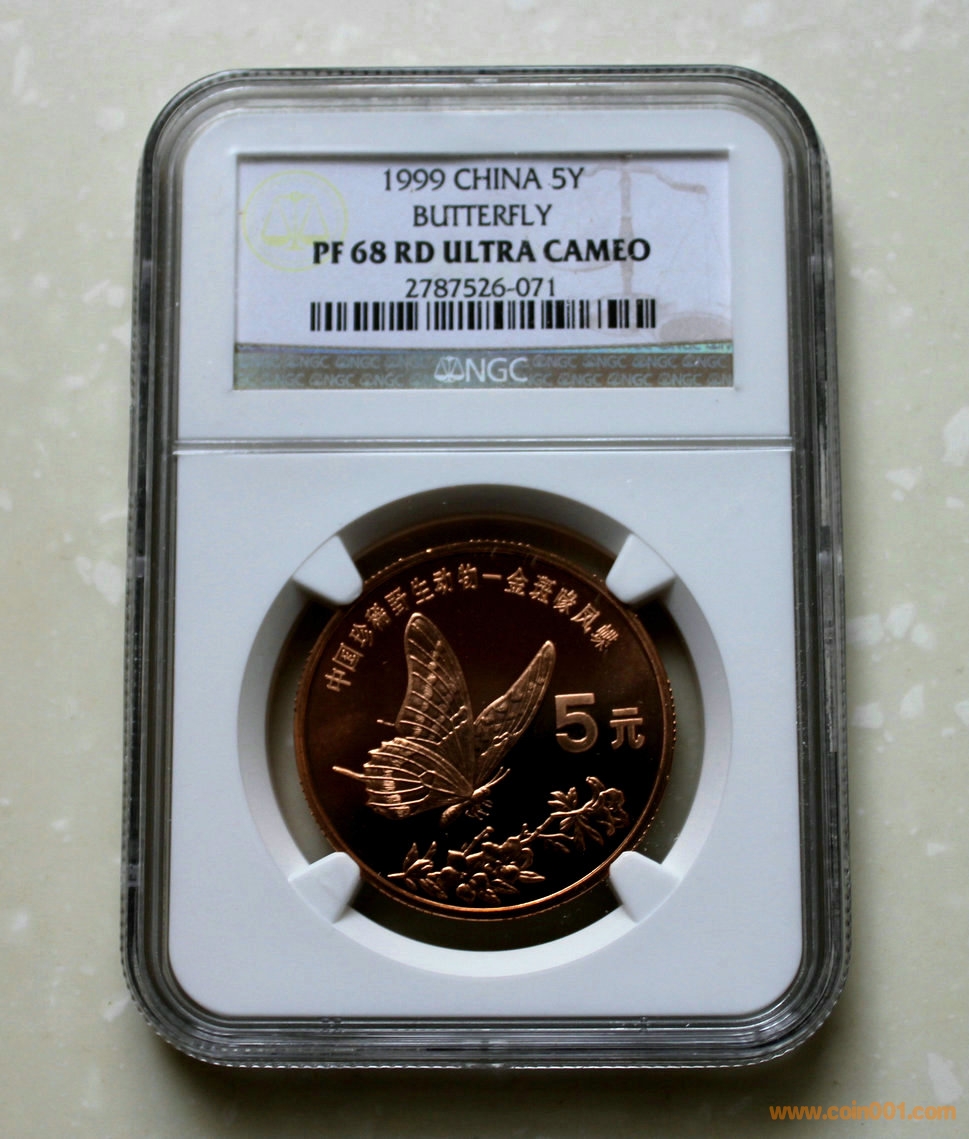 1999 CHINA 5Y
BUTTERFLY
PF 68 RD ULTRA CAMEO
2787526-071
NGC
中国珍稀野生动物—金斑喙凤蝶
5元
www.coin001.com